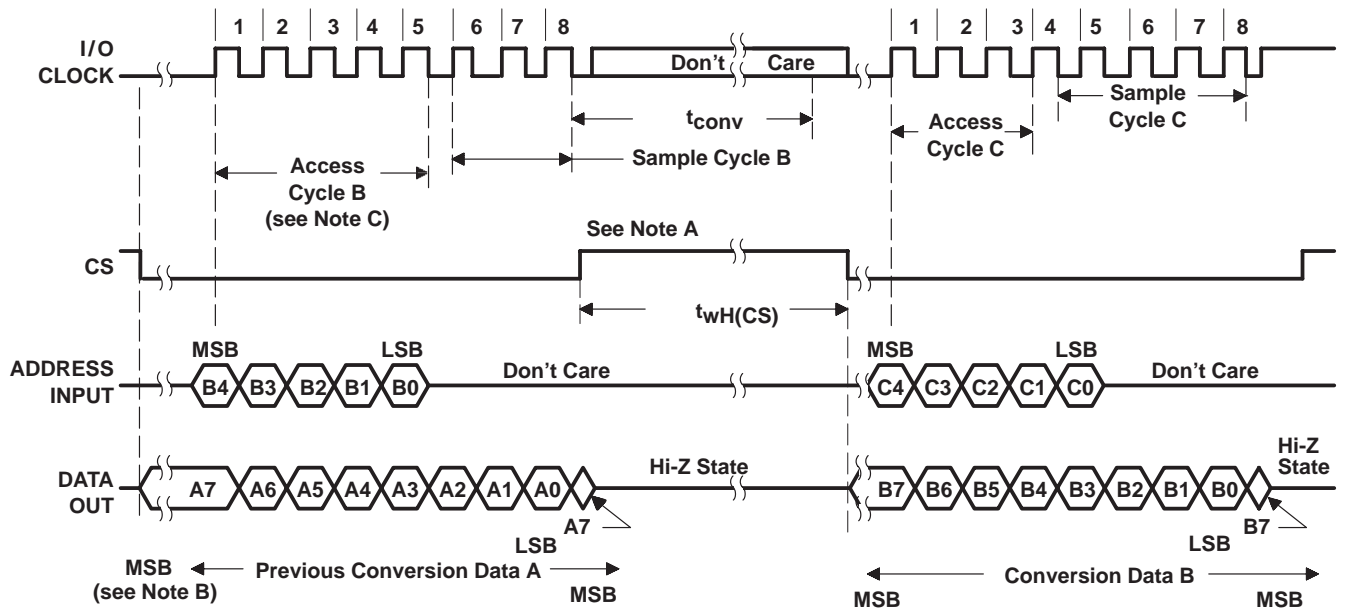 1 2 3 4 5 6 7 8 1 2 3 4 5 6 7 8
I/O
CLOCK
Don't Care
tconv
Sample Cycle B
Access
Cycle B
(see Note C)
Access
Cycle C
Sample
Cycle C
See Note A
CS
twH(CS)
MSB LSB MSB LSB
ADDRESS
INPUT
B4 B3 B2 B1 B0 Don't Care C4 C3 C2 C1 C0 Don't Care
DATA
OUT
A7 A6 A5 A4 A3 A2 A1 A0 Hi-Z State B7 B6 B5 B4 B3 B2 B1 B0 Hi-Z
State
A7 B7
LSB LSB
MSB
(see Note B)
Previous Conversion Data A
MSB
Conversion Data B
MSB MSB